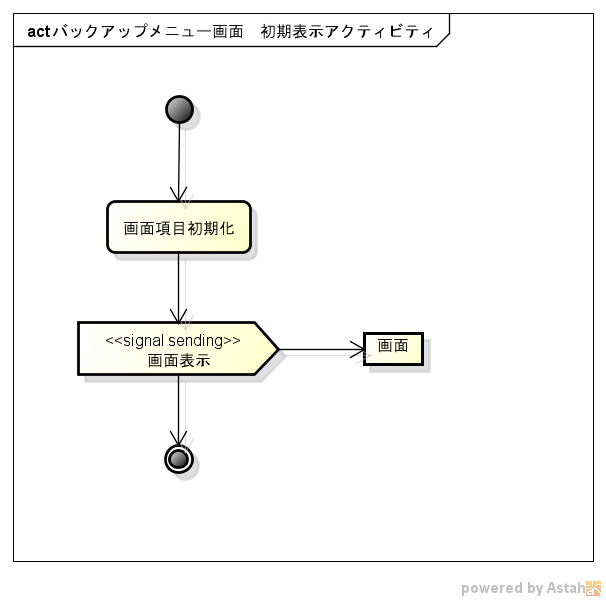 act バックアップメニュー画面　初期表示アクティビティ
画面項目初期化
<<signal sending>>
画面表示
画面
powered by Astah